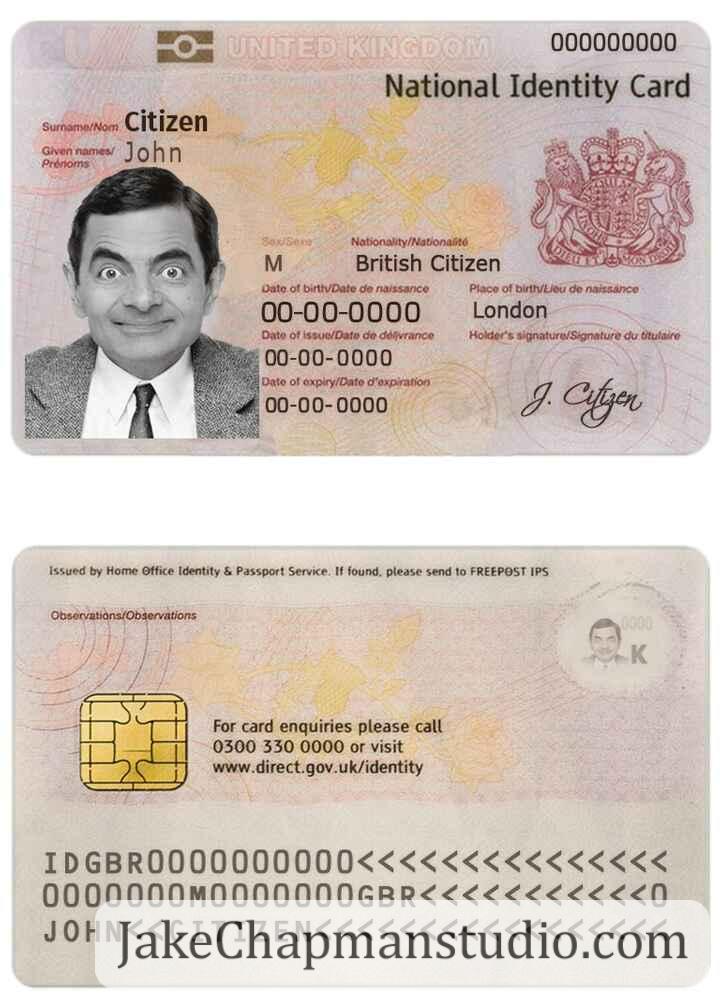 UNITED KINGDOM
000000000
National Identity Card
Surname/Nom Citizen
Given names/ John
Prénoms
Sex/Sexe Nationality/Nationalité
M British Citizen
Date of birth/Date de naissance Place of birth/Lieu de naissance
00-00-0000 London
Date of issue/Date de délivrance Holder's signature/Signature du titulaire
00-00-0000
Date of expiry/Date d'expiration
00-00-0000
J. Citizen
Issued by Home Office Identity & Passport Service. If found, please send to FREEPOST IPS
Observations/Observations
0000
K
For card enquiries please call
0300 330 0000 or visit
www.direct.gov.uk/identity
IDGBR0000000000<<<<<<<<<<<<<<<
0000000M0000000GBR<<<<<<<<<<<0
JOHN<<CITIZEN<<<<<<<<<<<<<<<<<
JakeChapmanstudio.com